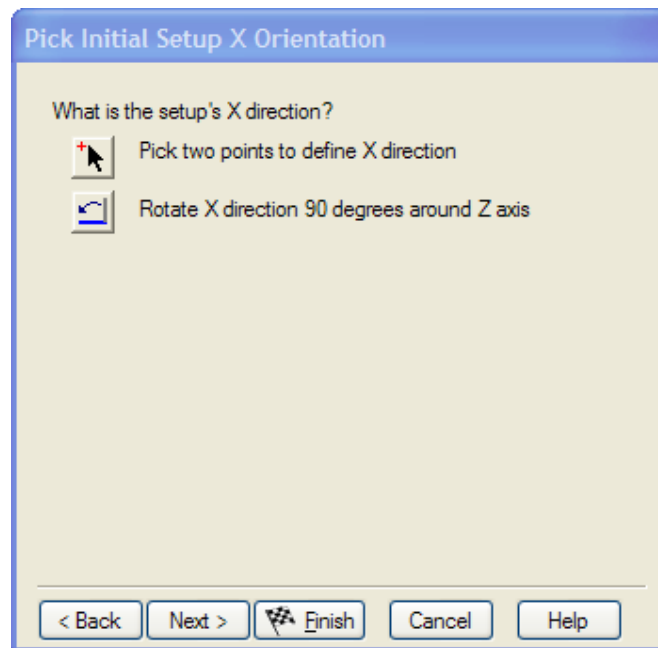 Pick Initial Setup X Orientation
What is the setup's X direction?
Pick two points to define X direction
Rotate X direction 90 degrees around Z axis
< Back Next > Finish Cancel Help